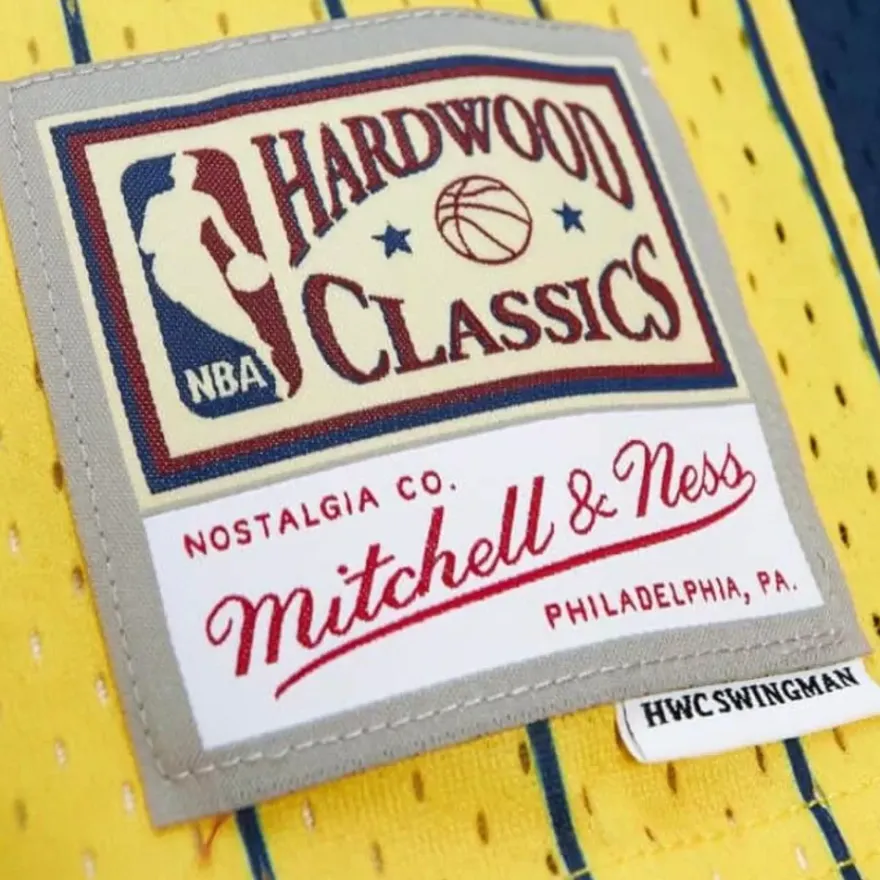 HARDWOOD
CLASSICS
NBA
NOSTALGIA CO.
Mitchell & Ness
PHILADELPHIA, PA.
HWC SWINGMAN